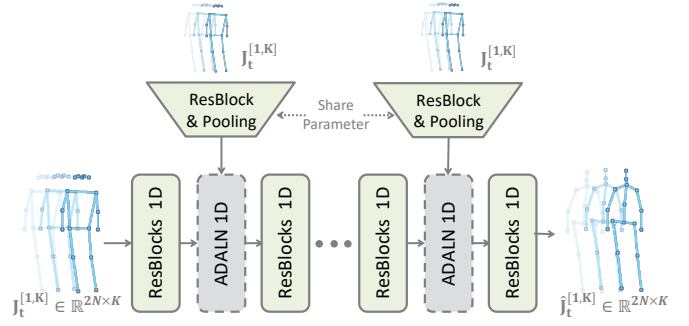 J_t^[1,K]
J_t^[1,K]
ResBlock
& Pooling
Share
Parameter
ResBlock
& Pooling
ResBlocks 1D
ADALN 1D
ResBlocks 1D
ResBlocks 1D
ADALN 1D
ResBlocks 1D
J_t^[1,K] ∈ ℝ^2N×K
Ĵ_t^[1,K] ∈ ℝ^2N×K